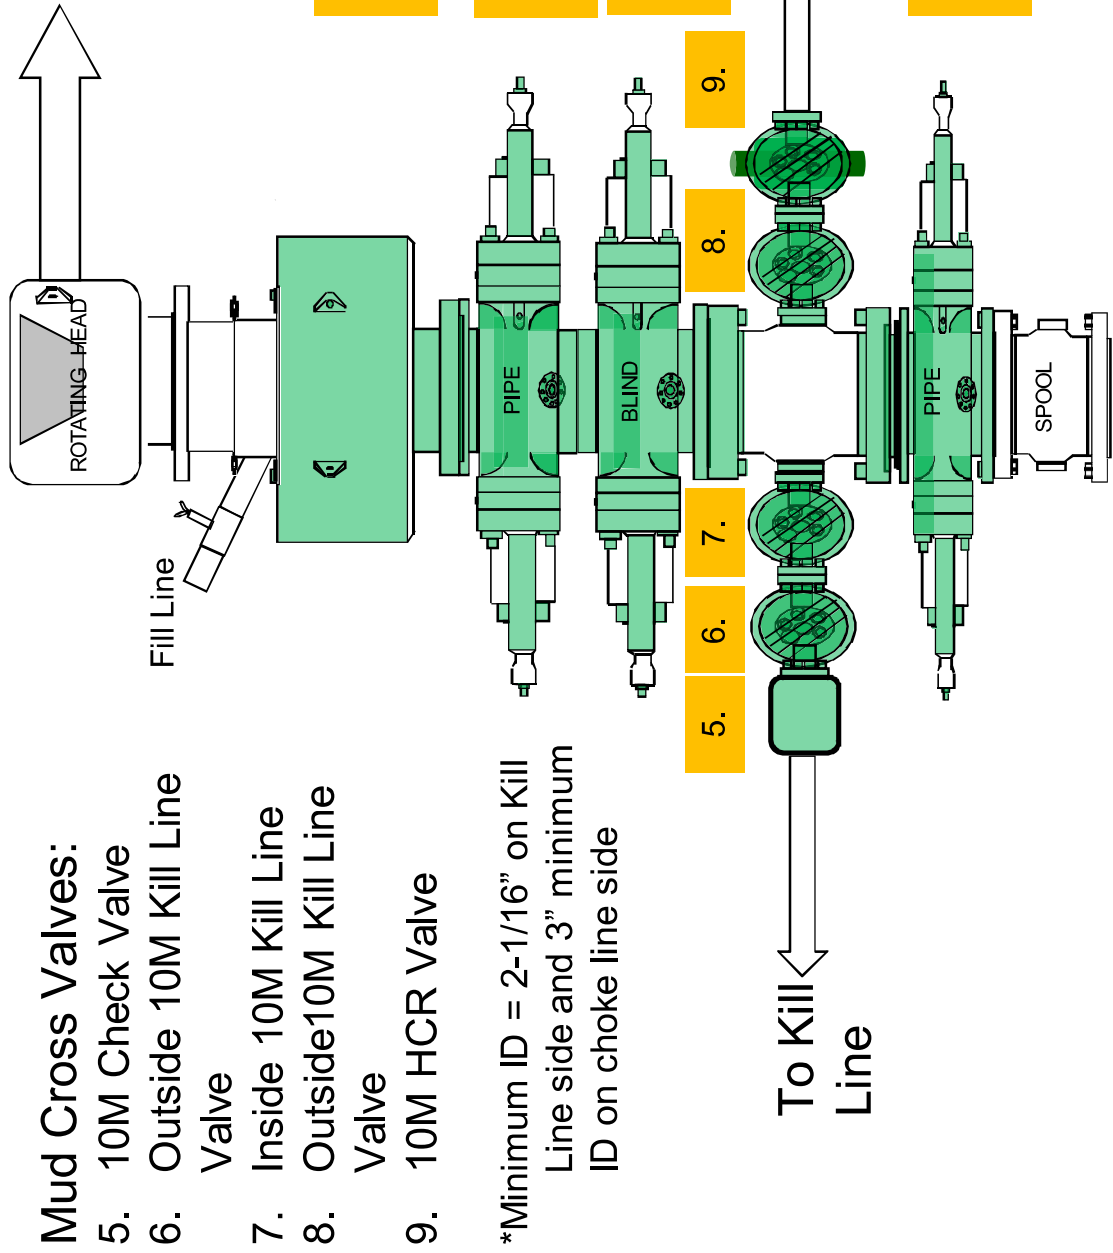 Mud Cross Valves:
5. 10M Check Valve
6. Outside 10M Kill Line
Valve
7. Inside 10M Kill Line
8. Outside10M Kill Line
Valve
9. 10M HCR Valve
*Minimum ID = 2-1/16” on Kill
Line side and 3” minimum
ID on choke line side
To Kill
Line
Fill Line
ROTATING HEAD
PIPE
BLIND
PIPE
SPOOL
5.
6.
7.
8.
9.